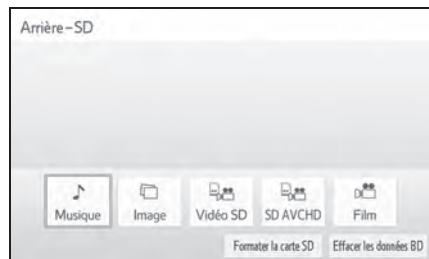 Arrière-SD
Musique
Image
Vidéo SD
SD AVCHD
Film
Formater la carte SD
Effacer les données BD